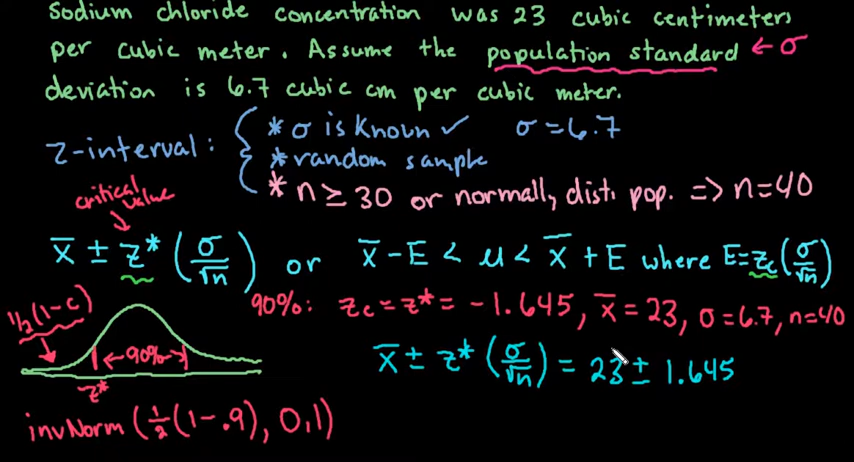 Sodium chloride concentration was 23 cubic centimeters
per cubic meter. Assume the population standard ← σ
deviation is 6.7 cubic cm per cubic meter.
z-interval: { * σ is known ✓ σ = 6.7
* random sample
* n ≥ 30 or normally dist. pop. => n = 40
critical value
x̄ ± z* (σ/√n) or x̄ - E < μ < x̄ + E where E = z_c (σ/√n)
1/2(1-c)
90%: z_c = z* = -1.645, x̄ = 23, σ = 6.7, n = 40
←90%→
x̄ ± z* (σ/√n) = 23 ± 1.645
z*
invNorm (1/2(1-.9), 0, 1)